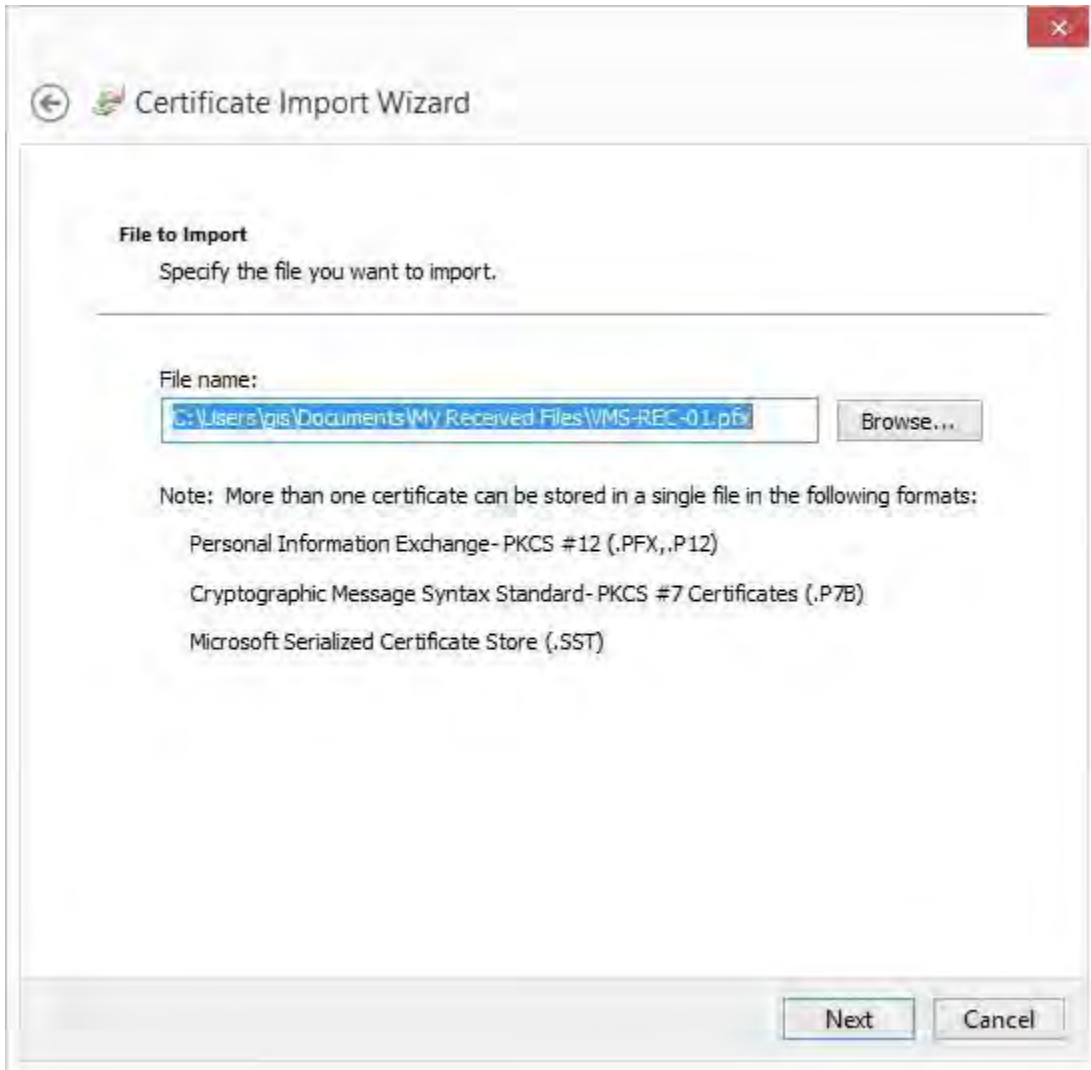 Certificate Import Wizard
File to Import
Specify the file you want to import.
File name:
C:\Users\gis\Documents\My Received Files\VMS-REC-01.pfx
Browse...
Note: More than one certificate can be stored in a single file in the following formats:
Personal Information Exchange- PKCS #12 (.PFX,.P12)
Cryptographic Message Syntax Standard- PKCS #7 Certificates (.P7B)
Microsoft Serialized Certificate Store (.SST)
Next
Cancel